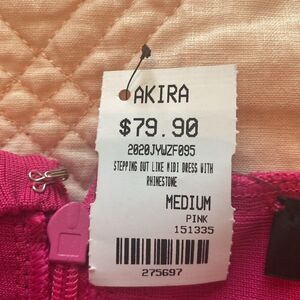 AKIRA
$79.90
2020JYWZF095
STEPPING OUT LIKE MIDI DRESS WITH
RHINESTONE
MEDIUM
PINK
151335
275697